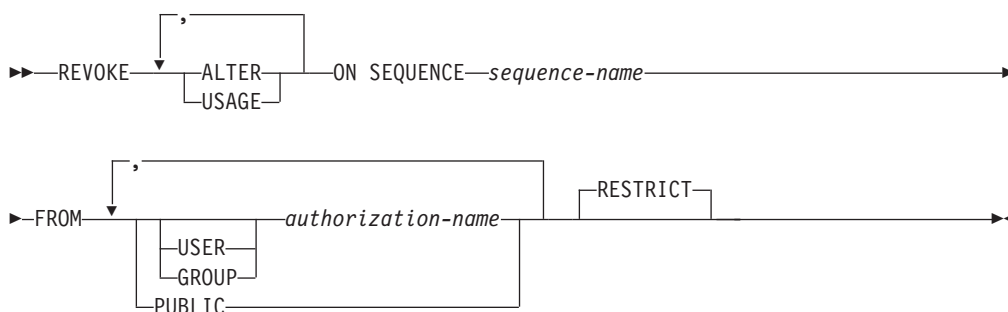 ,
REVOKE ALTER ON SEQUENCE sequence-name
USAGE
,
RESTRICT
FROM authorization-name
USER
GROUP
PUBLIC